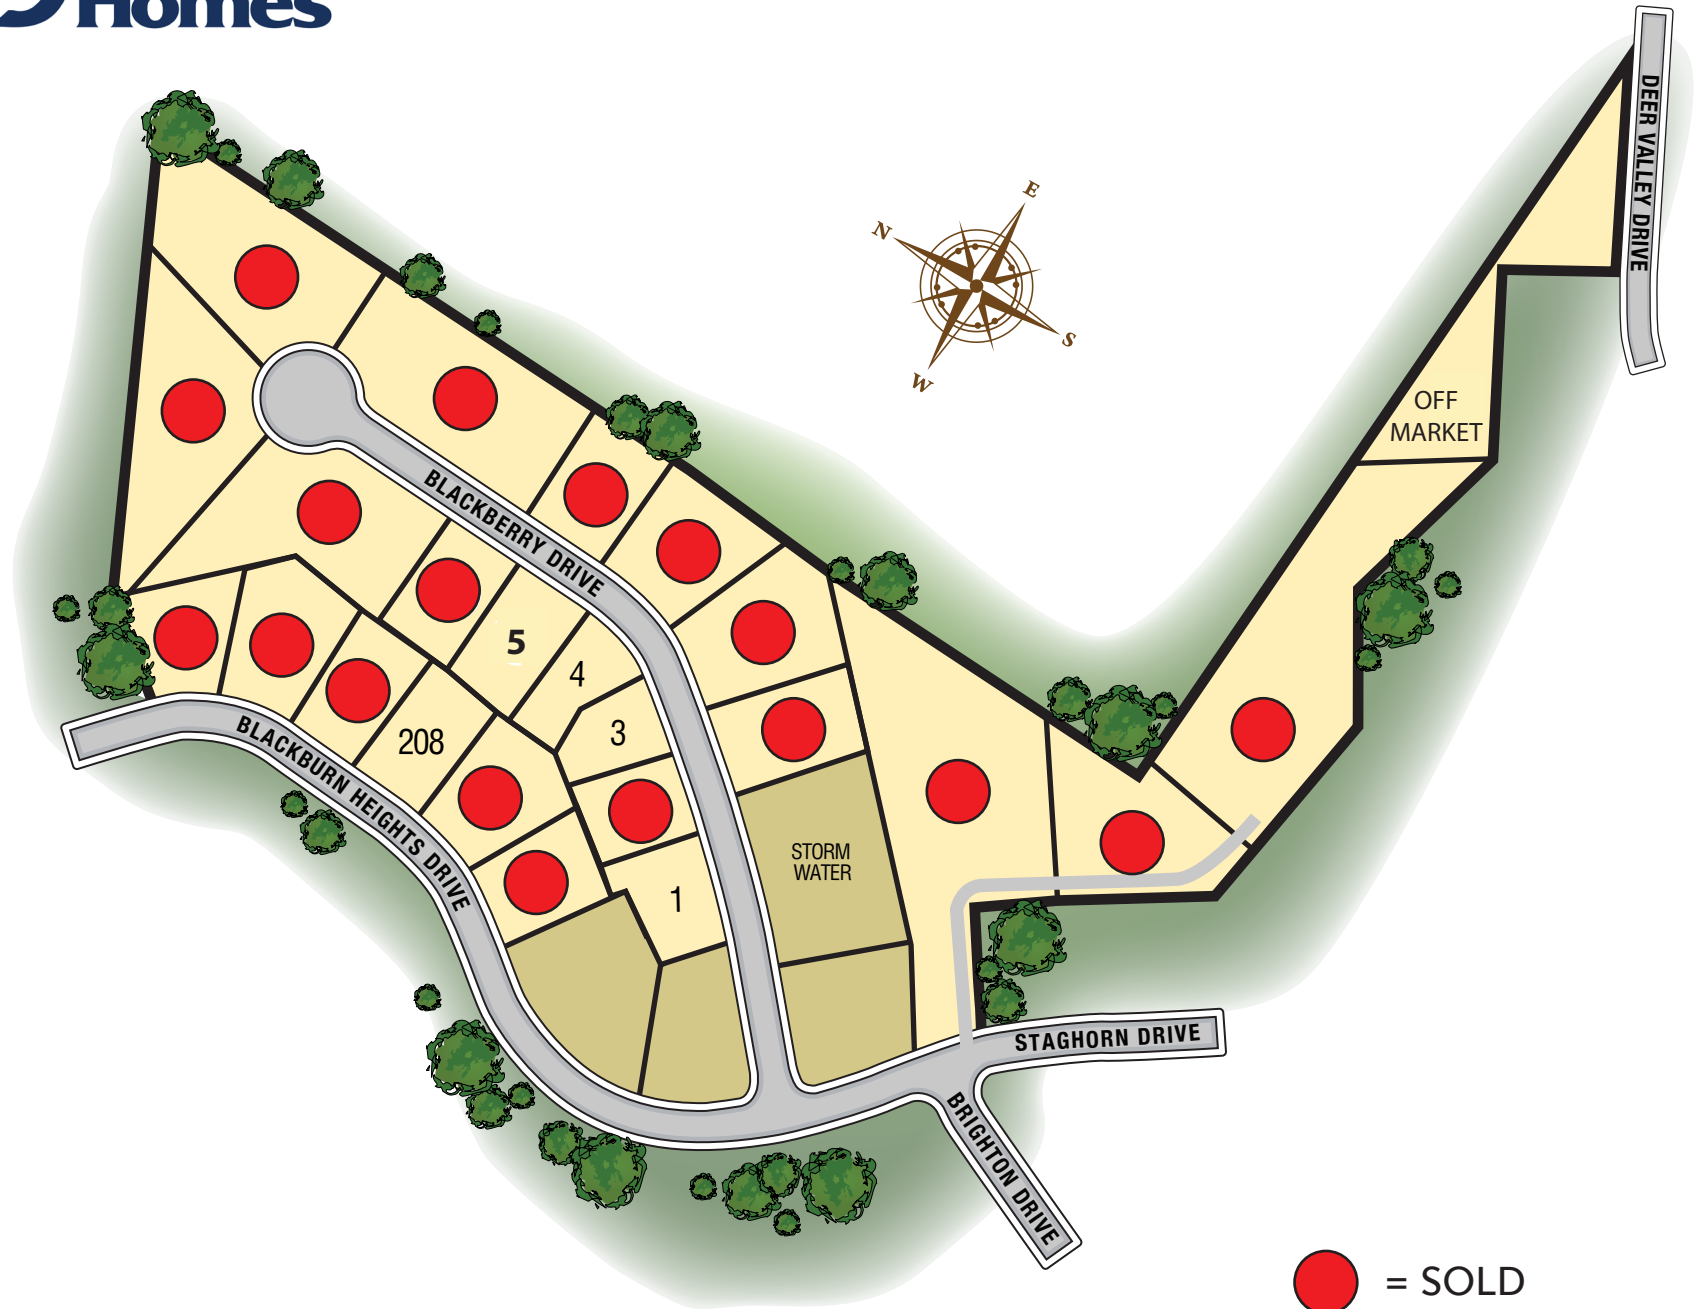 Homes
DEER VALLEY DRIVE
E
N
S
W
OFF
MARKET
BLACKBERRY DRIVE
5
4
3
208
BLACKBURN HEIGHTS DRIVE
STORM
WATER
1
STAGHORN DRIVE
BRIGHTON DRIVE
= SOLD